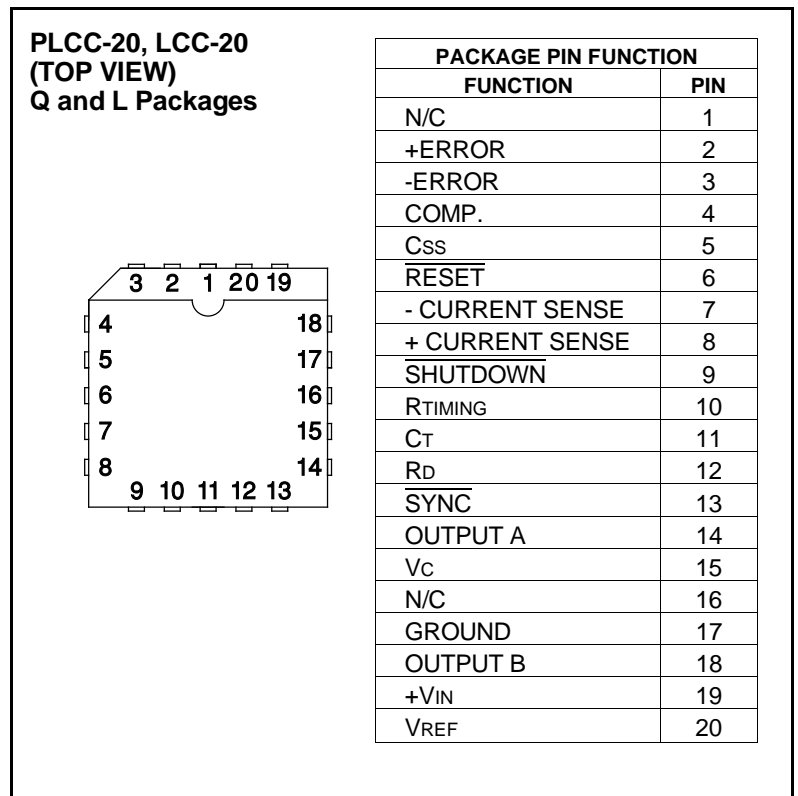 PLCC-20, LCC-20
(TOP VIEW)
Q and L Packages
3 2 1 20 19
4 18
5 17
6 16
7 15
8 14
9 10 11 12 13
PACKAGE PIN FUNCTION
FUNCTION PIN
N/C 1
+ERROR 2
-ERROR 3
COMP. 4
CSS 5
R̅E̅S̅E̅T̅ 6
- CURRENT SENSE 7
+ CURRENT SENSE 8
S̅H̅U̅T̅D̅O̅W̅N̅ 9
RTIMING 10
CT 11
RD 12
S̅Y̅N̅C̅ 13
OUTPUT A 14
VC 15
N/C 16
GROUND 17
OUTPUT B 18
+VIN 19
VREF 20